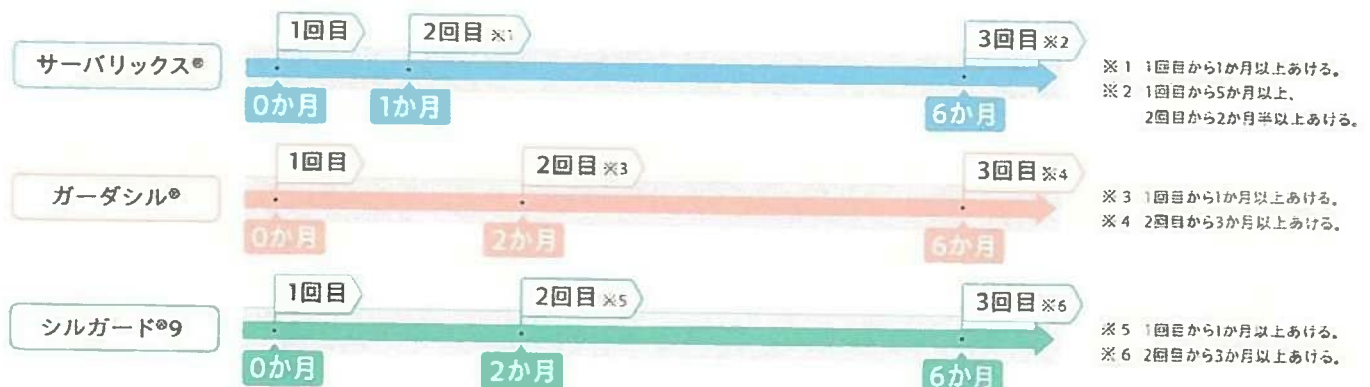 1回目
2回目 ※1
3回目 ※2
サーバリックス®
0か月
1か月
6か月
※1 1回目から1か月以上あける。
※2 1回目から5か月以上、
2回目から2か月半以上あける。
1回目
2回目 ※3
3回目 ※4
ガーダシル®
0か月
2か月
6か月
※3 1回目から1か月以上あける。
※4 2回目から3か月以上あける。
1回目
2回目 ※5
3回目 ※6
シルガード®9
0か月
2か月
6か月
※5 1回目から1か月以上あける。
※6 2回目から3か月以上あける。